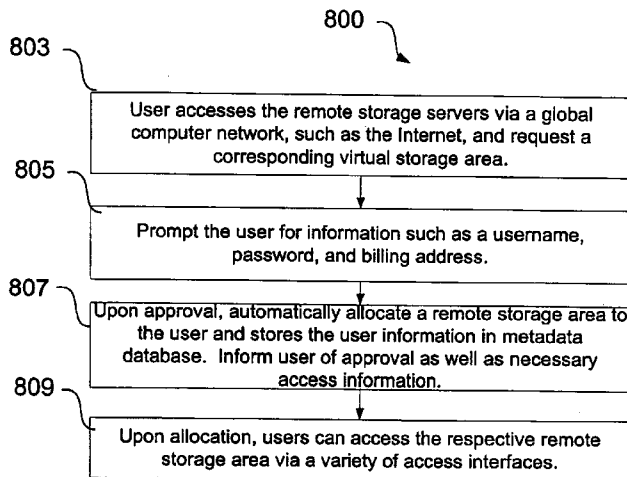 800
803
User accesses the remote storage servers via a global
computer network, such as the Internet, and request a
corresponding virtual storage area.
805
Prompt the user for information such as a username,
password, and billing address.
807
Upon approval, automatically allocate a remote storage area to
the user and stores the user information in metadata
database. Inform user of approval as well as necessary
access information.
809
Upon allocation, users can access the respective remote
storage area via a variety of access interfaces.